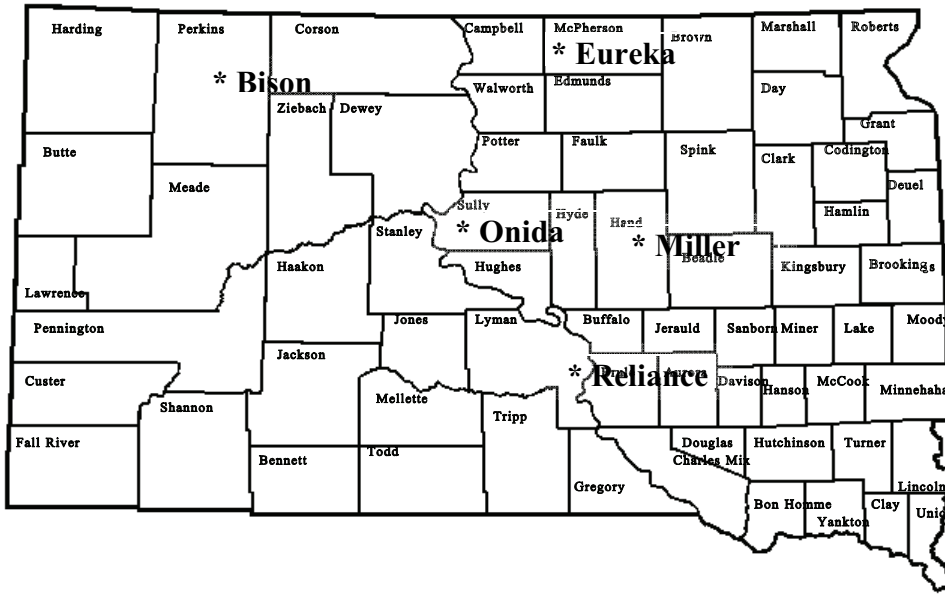 Harding
Perkins
Corson
Campbell
McPherson
Brown
Marshall
Roberts
* Eureka
* Bison
Walworth
Edmunds
Day
Ziebach
Dewey
Grant
Butte
Potter
Faulk
Spink
Clark
Codington
Meade
Deuel
Sully
Hyde
Hand
Hamlin
Stanley
* Onida
* Miller
Beadle
Haakon
Hughes
Kingsbury
Brookings
Lawrence
Pennington
Jones
Lyman
Buffalo
Jerauld
Sanborn
Miner
Lake
Moody
Jackson
* Reliance
Aurora
Davison
Hanson
McCook
Minnehaha
Custer
Shannon
Mellette
Tripp
Fall River
Bennett
Todd
Gregory
Douglas
Charles Mix
Hutchinson
Turner
Lincoln
Bon Homme
Yankton
Clay
Unio